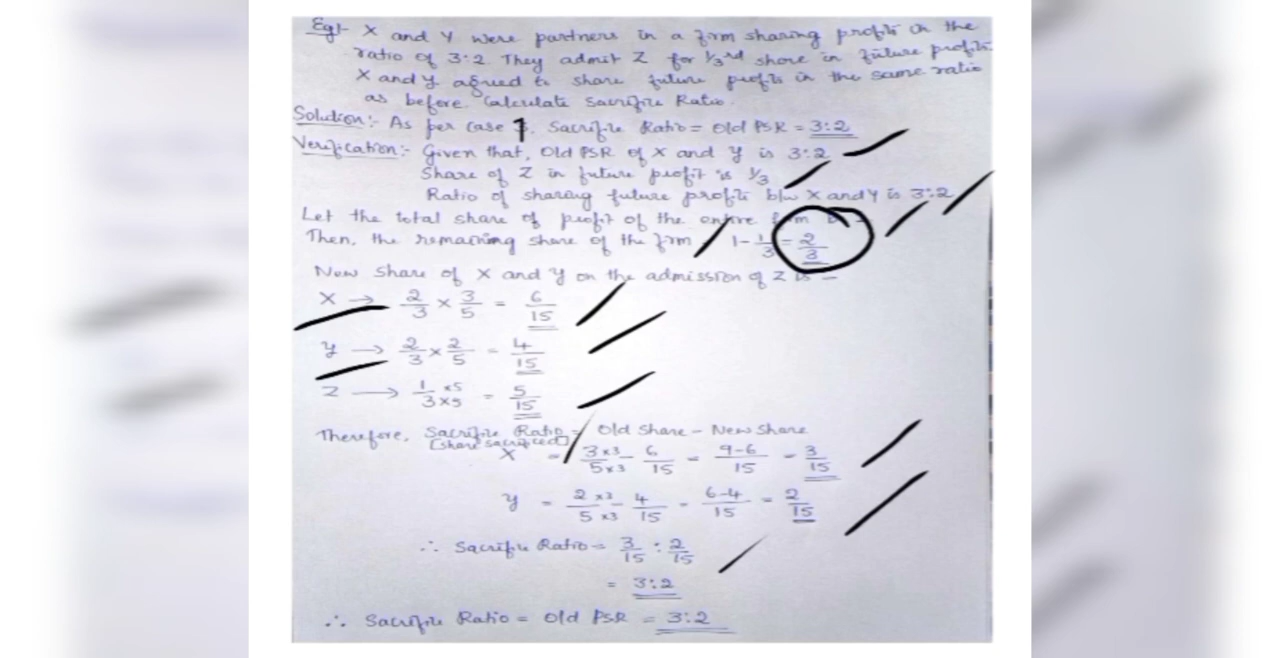 Eg1- X and Y were partners in a firm sharing profits in the
ratio of 3:2 They admit Z for 1/3rd share in future profits.
X and Y agreed to share future profits in the same ratio
as before Calculate Sacrifice Ratio.
Solution:- As per case 1. Sacrifice Ratio = Old PSR = 3:2
Verification:- Given that, Old PSR of X and Y is 3:2
Share of Z in future profit is 1/3
Ratio of sharing future profits b/w X and Y is 3:2
Let the total share of profit of the entire firm
Then, the remaining share of the firm 1 - 1/3 = 2/3
New share of X and Y on the admission of Z is -
X → 2/3 × 3/5 = 6/15
Y → 2/3 × 2/5 = 4/15
Z → 1/3 ×5 ×5 = 5/15
Therefore, Sacrifice Ratio = Old Share - New Share
[share sacrificed]
X = 3×3/5×3 - 6/15 = 9-6/15 = 3/15
Y = 2×3/5×3 - 4/15 = 6-4/15 = 2/15
∴ Sacrifice Ratio = 3/15 : 2/15
= 3:2
∴ Sacrifice Ratio = Old PSR = 3:2